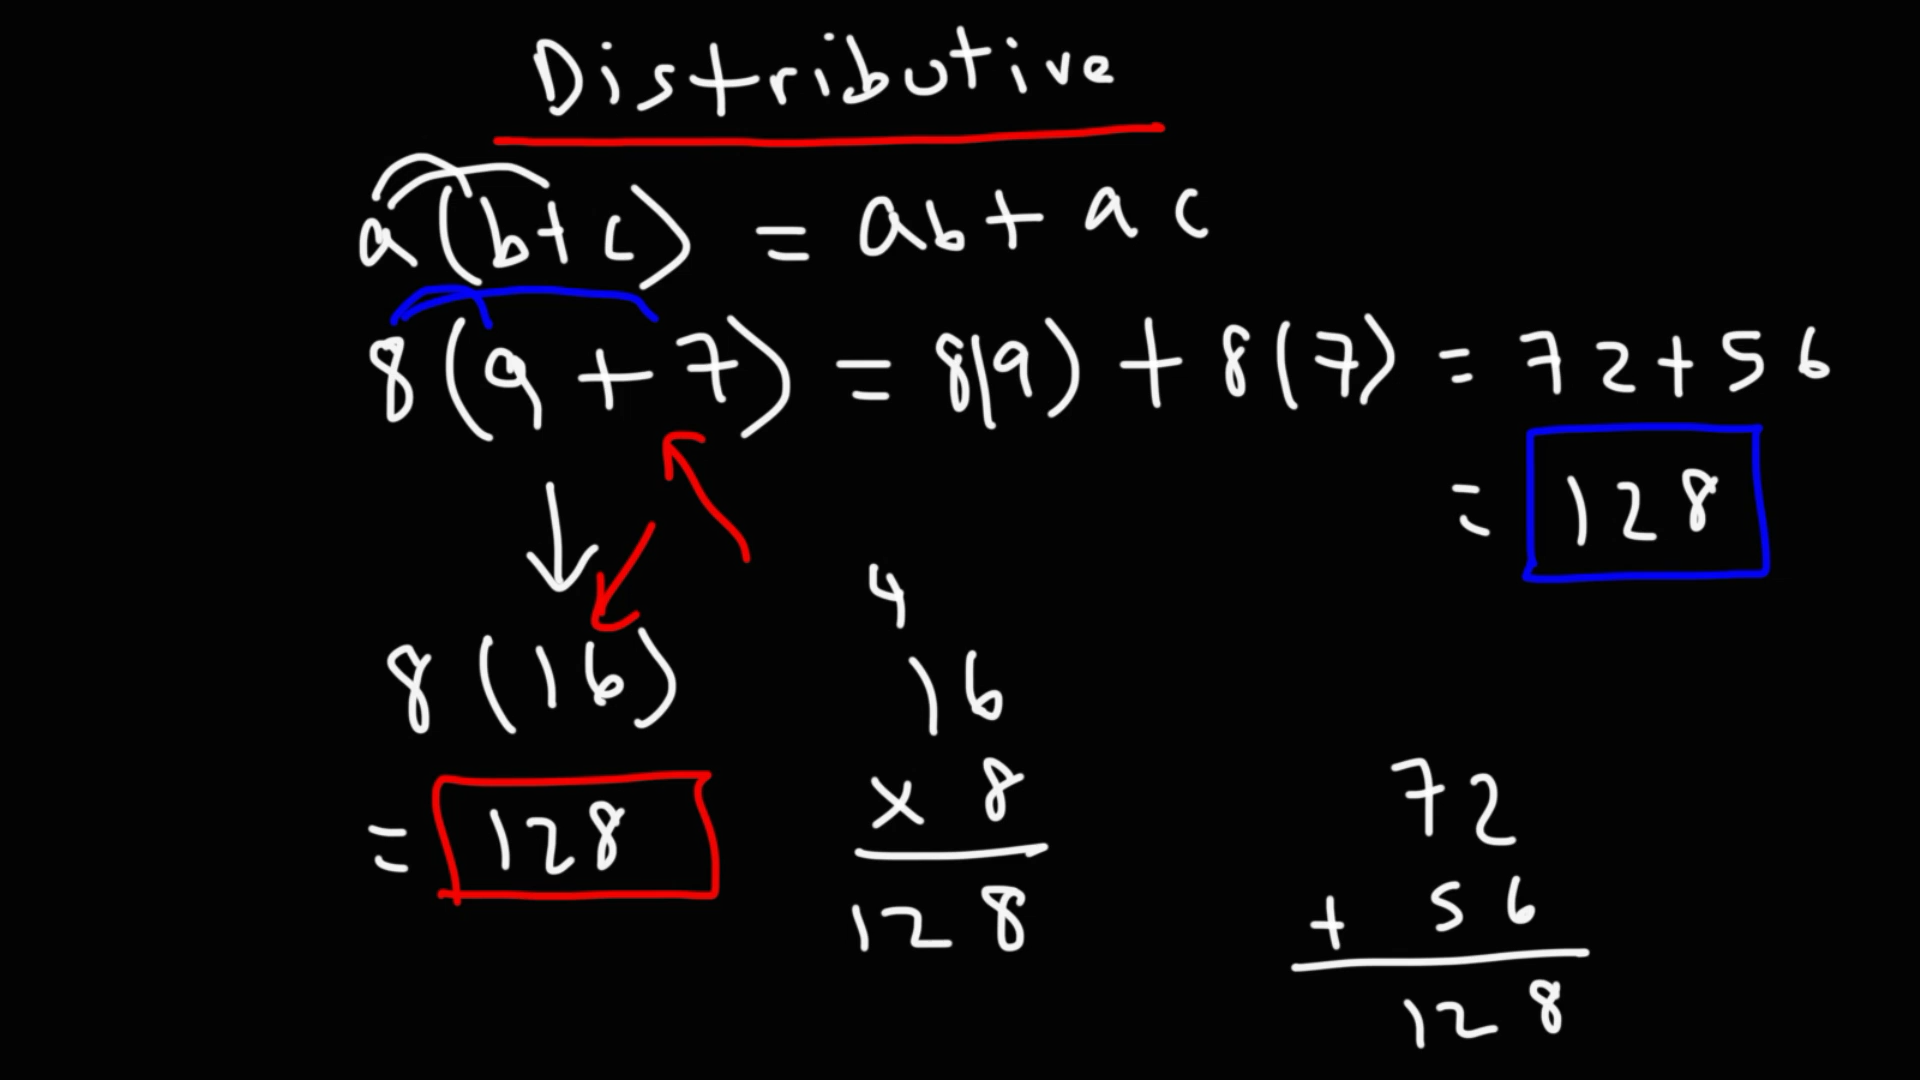 Distributive
a(b+c) = ab+ac
8(9+7) = 8(9)+8(7) = 72+56
= 128
8(16)
= 128
4
16
x 8
128
72
+ 56
128